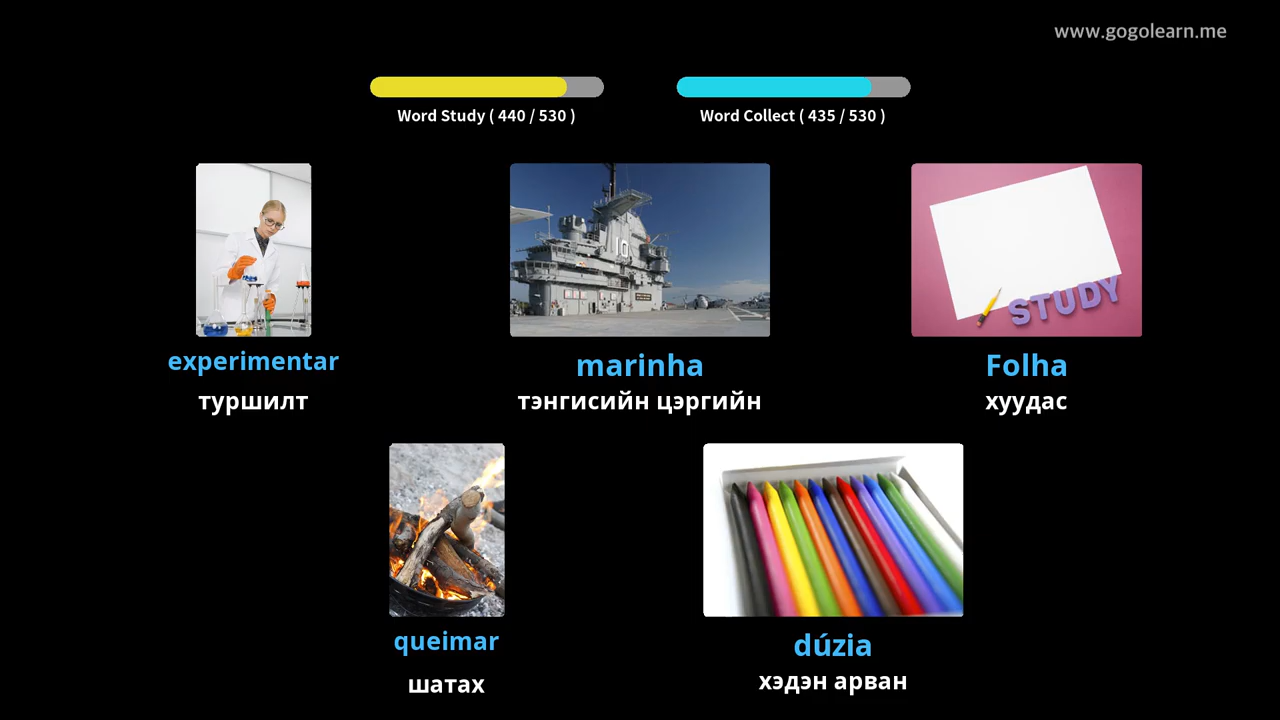 www.gogolearn.me
Word Study ( 440 / 530 )
Word Collect ( 435 / 530 )
10
STUDY
experimentar
туршилт
marinha
тэнгисийн цэргийн
Folha
хуудас
queimar
шатах
dúzia
хэдэн арван